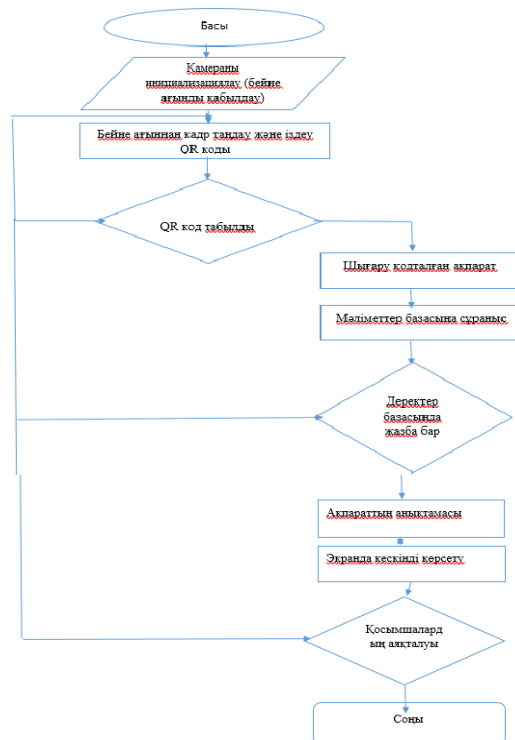 Басы
Камераны
инициализациялау (бейне
ағынды қабылдау)
Бейне ағыннан кадр таңдау және іздеу
QR коды
QR код табылды
Шығару қодталған ақпарат
Мәліметтер базасына сұраныс
Деректер
базасында
жазба бар
Ақпараттың анықтамасы
Экранда кескінді көрсету
Қосымшалард
ың аяқталуы
Соңы